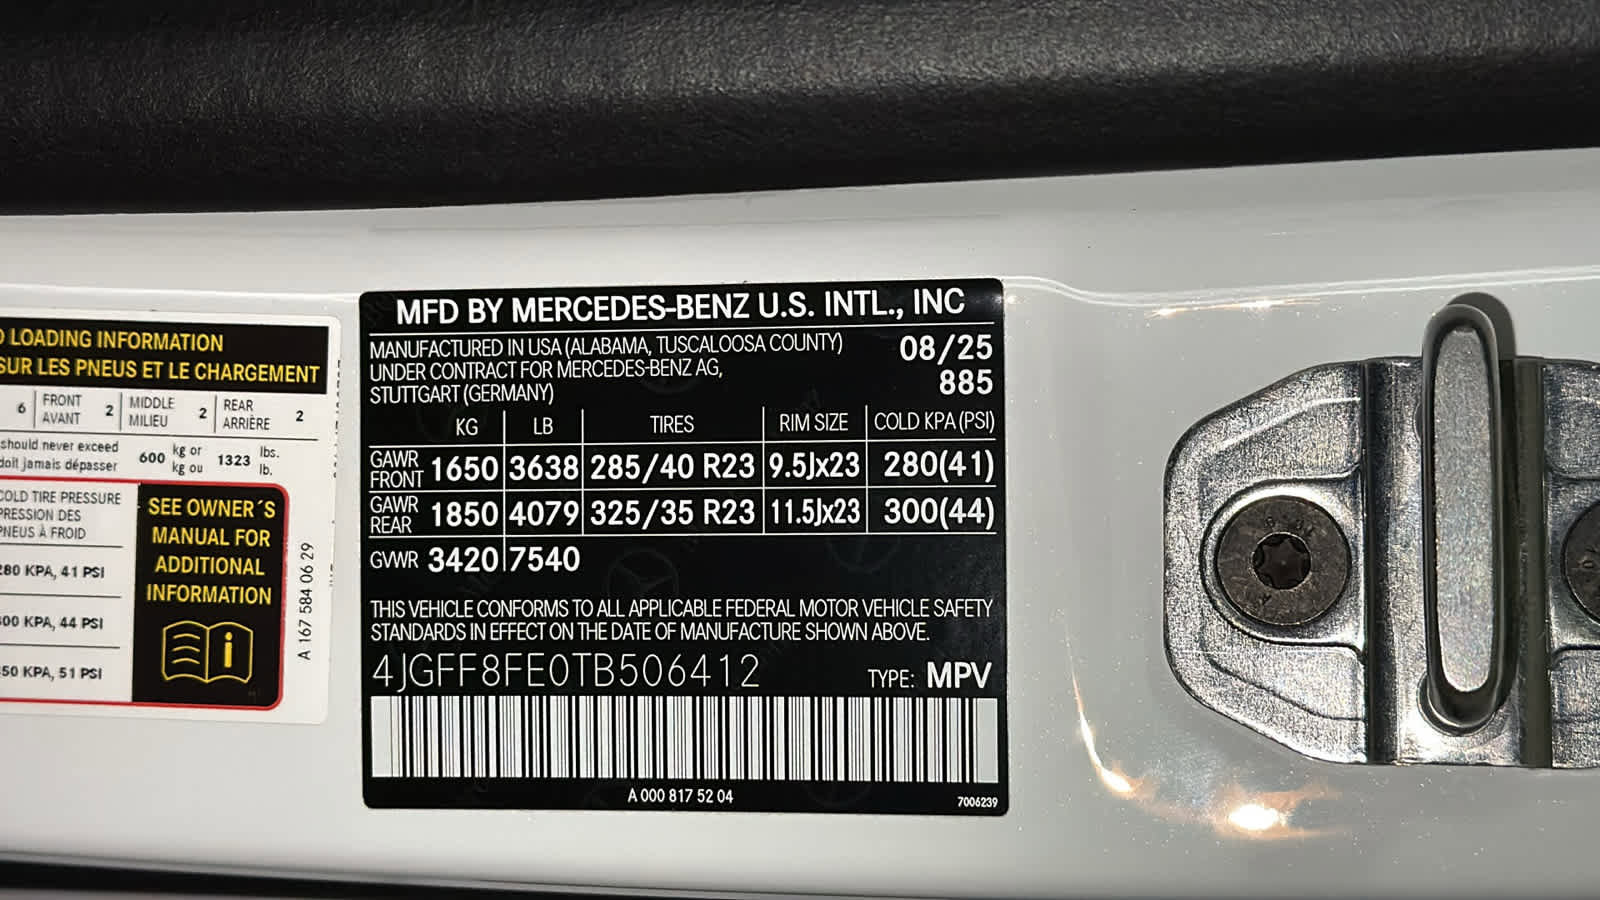 LOADING INFORMATION
SUR LES PNEUS ET LE CHARGEMENT
6 FRONT AVANT 2 MIDDLE MILIEU 2 REAR ARRIÈRE 2
should never exceed
doit jamais dépasser
600 kg or kg ou 1323 lbs. lb.
COLD TIRE PRESSURE
PRESSION DES
PNEUS À FROID
280 KPA, 41 PSI
300 KPA, 44 PSI
50 KPA, 51 PSI
SEE OWNER´S
MANUAL FOR
ADDITIONAL
INFORMATION
i
A 167 584 06 29
MFD BY MERCEDES-BENZ U.S. INTL., INC
MANUFACTURED IN USA (ALABAMA, TUSCALOOSA COUNTY) 08/25
UNDER CONTRACT FOR MERCEDES-BENZ AG, 885
STUTTGART (GERMANY)
KG LB TIRES RIM SIZE COLD KPA (PSI)
GAWR FRONT 1650 3638 285/40 R23 9.5Jx23 280(41)
GAWR REAR 1850 4079 325/35 R23 11.5Jx23 300(44)
GVWR 3420 7540
THIS VEHICLE CONFORMS TO ALL APPLICABLE FEDERAL MOTOR VEHICLE SAFETY
STANDARDS IN EFFECT ON THE DATE OF MANUFACTURE SHOWN ABOVE.
4JGFF8FE0TB506412 TYPE: MPV
A 000 817 52 04
7006239